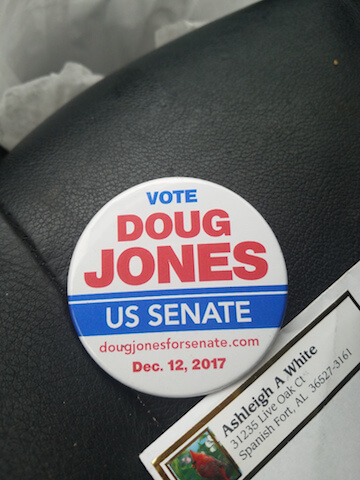 VOTE
DOUG
JONES
US SENATE
dougjonesforsenate.com
Dec. 12, 2017
Ashleigh A White
31235 Live Oak Ct
Spanish Fort, AL 36527-3161